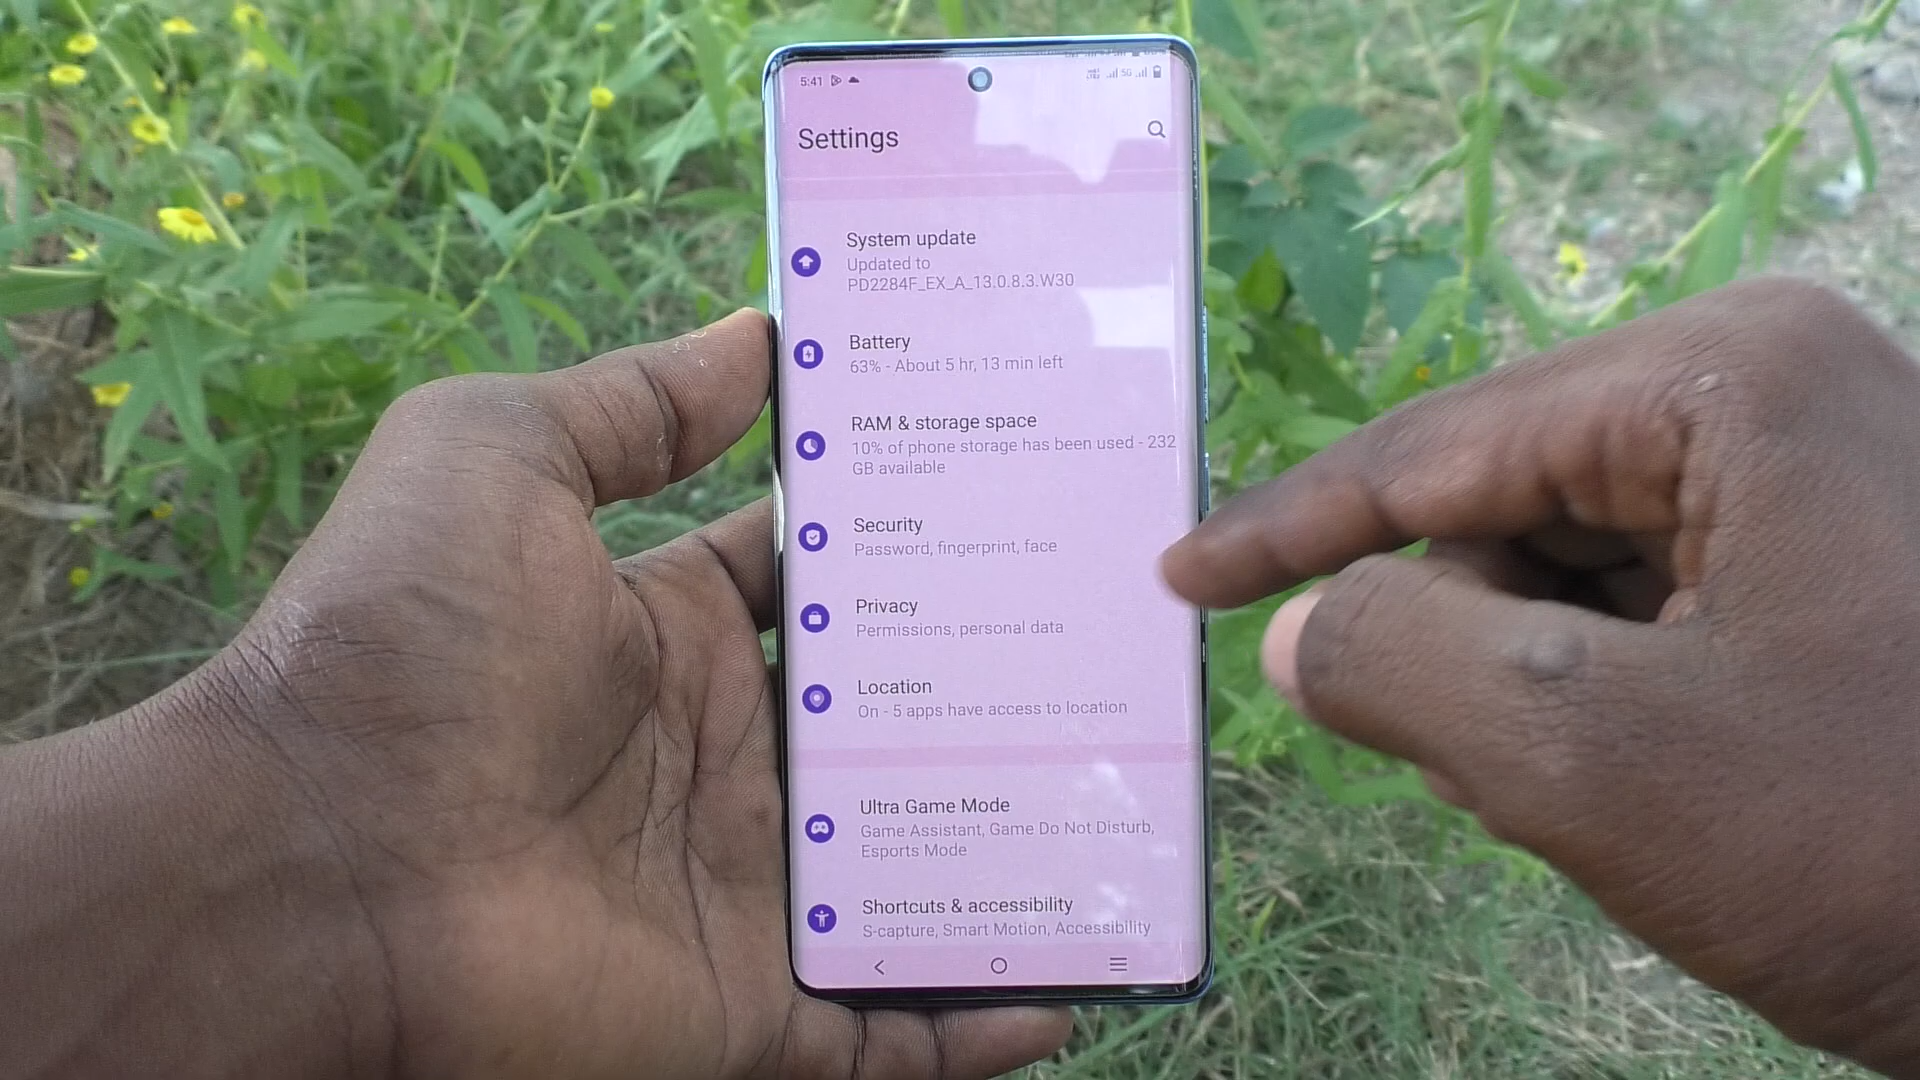 5:41
5G
Settings
System update
Updated to
PD2284F_EX_A_13.0.8.3.W30
Battery
63% - About 5 hr, 13 min left
RAM & storage space
10% of phone storage has been used - 232
GB available
Security
Password, fingerprint, face
Privacy
Permissions, personal data
Location
On - 5 apps have access to location
Ultra Game Mode
Game Assistant, Game Do Not Disturb,
Esports Mode
Shortcuts & accessibility
S-capture, Smart Motion, Accessibility